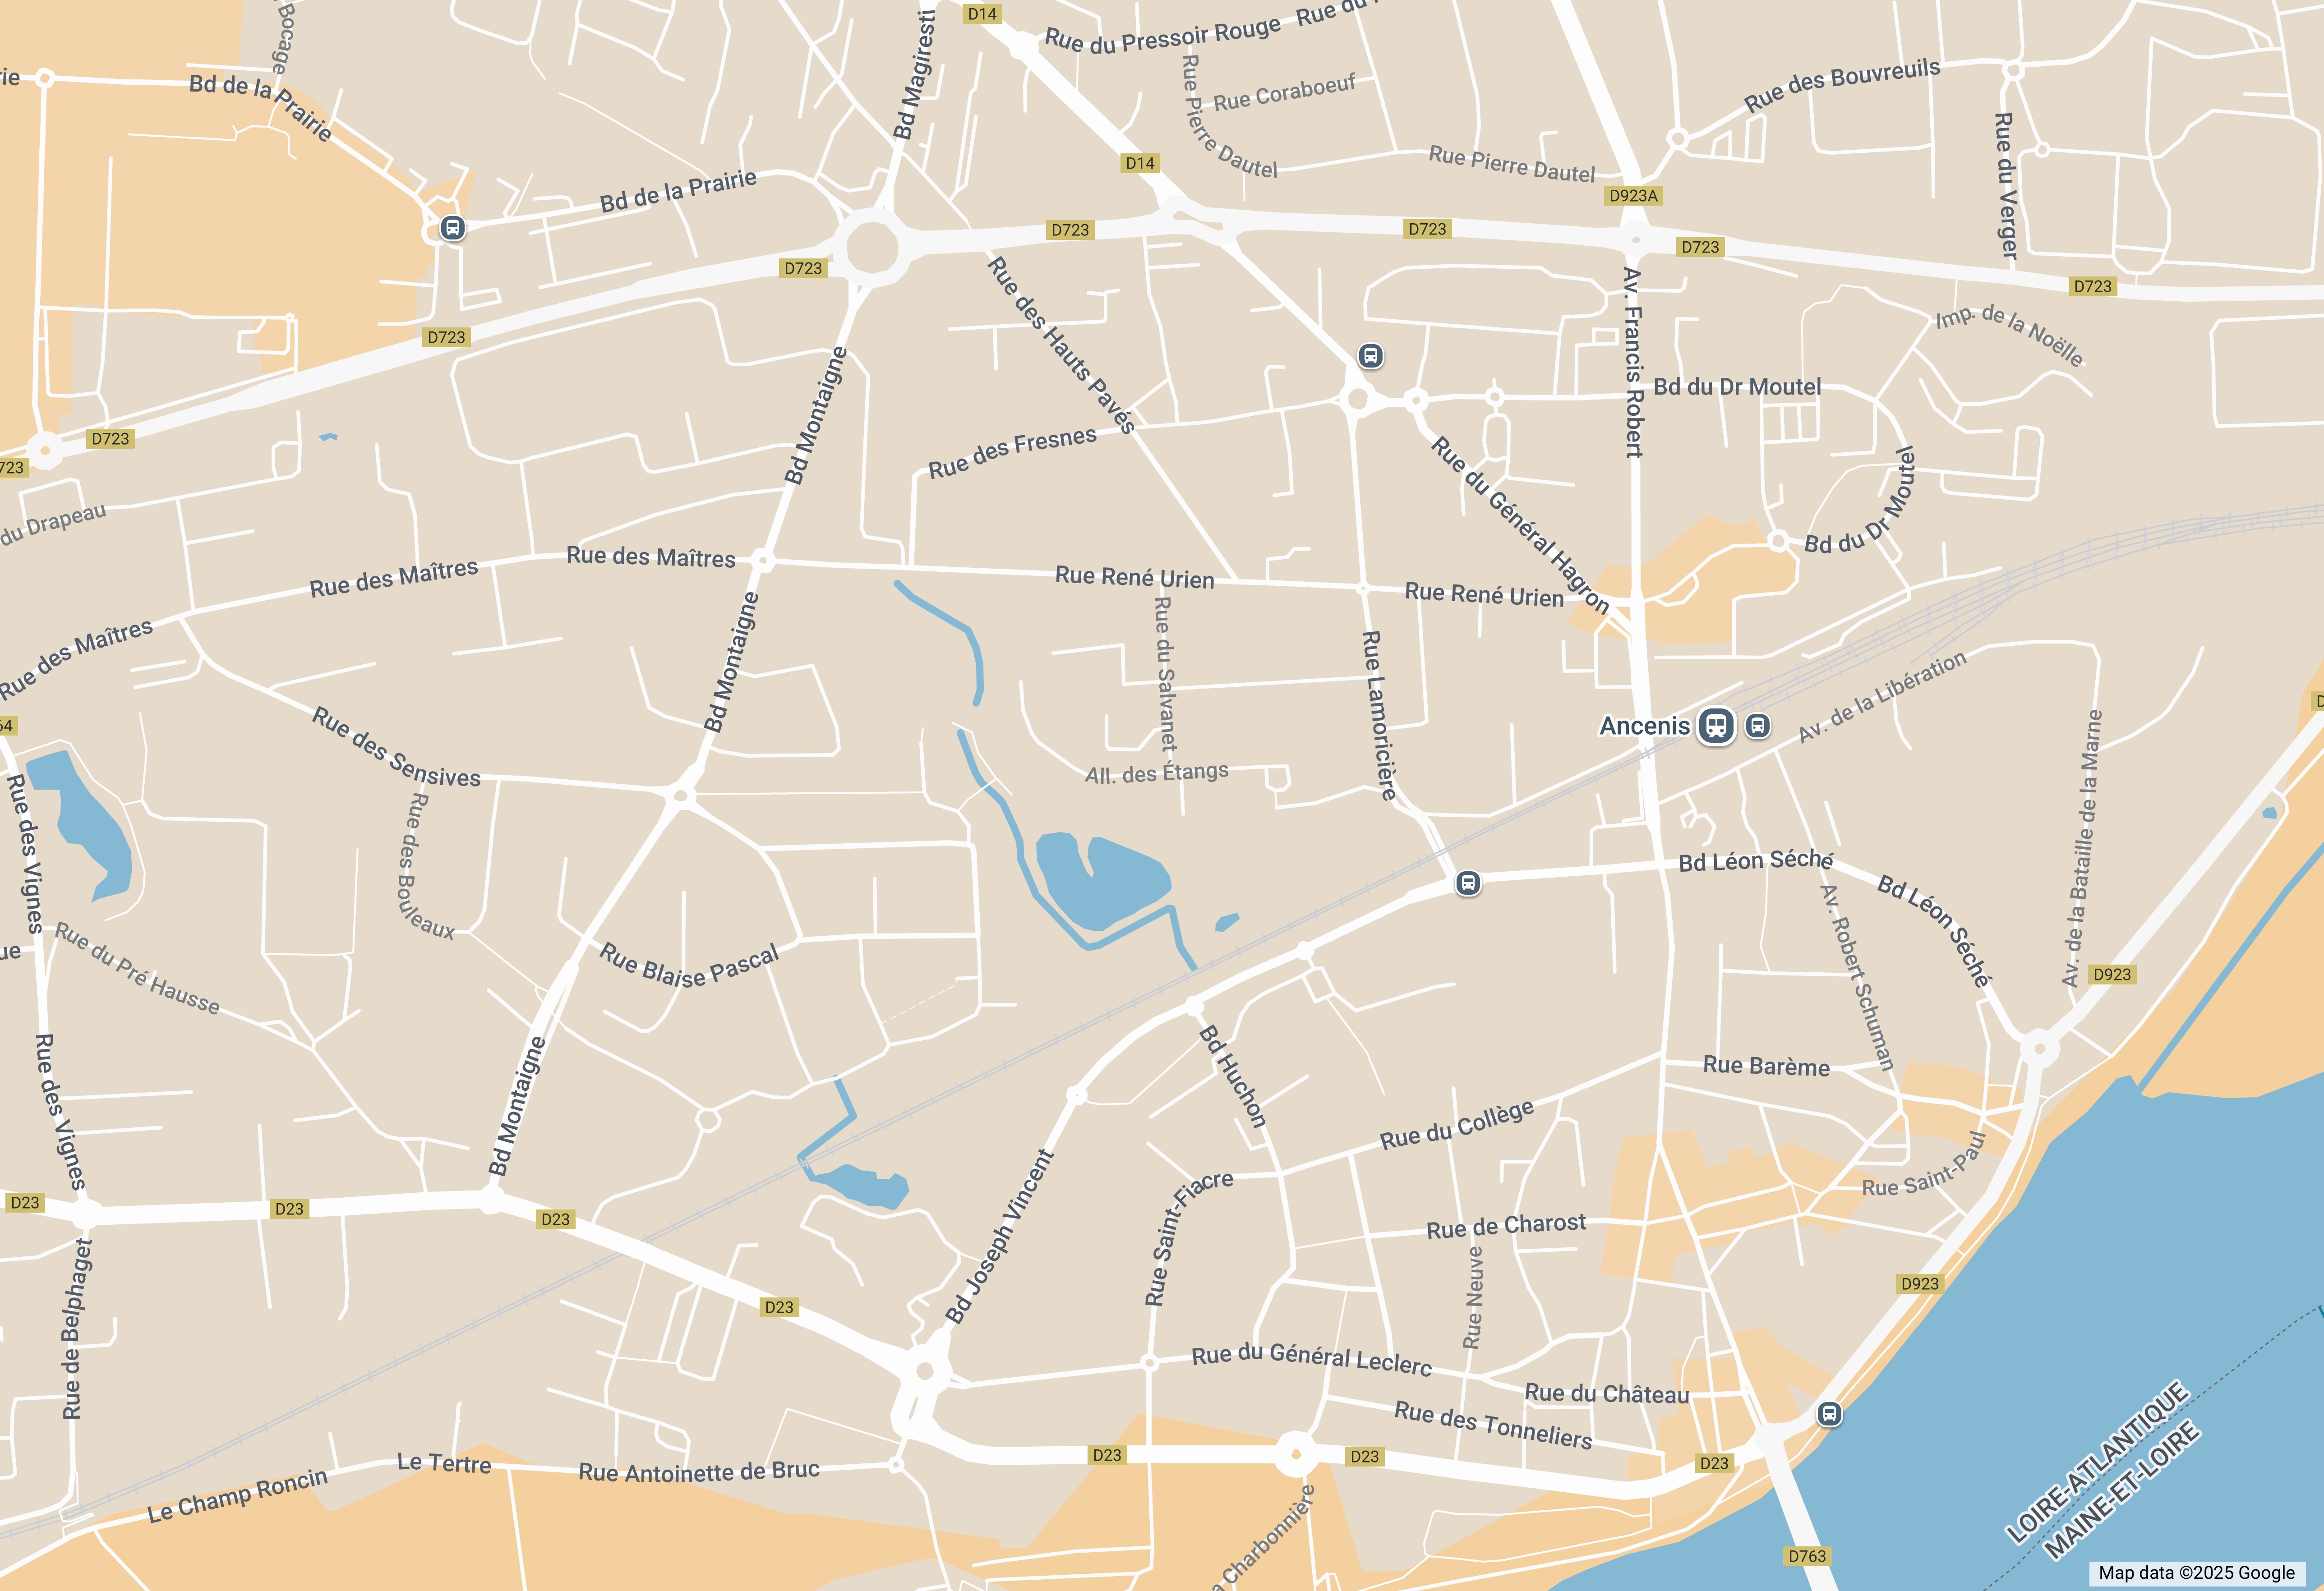 D14
Rue du Pressoir Rouge
Rue du
Bocage
Bd Magiresti
rie
Bd de la Prairie
Rue Pierre Dautel
Rue Coraboeuf
Rue des Bouvreuils
D14
Rue Pierre Dautel
D923A
Rue du Verger
Bd de la Prairie
D723
D723
D723
D723
D723
Rue des Hauts Pavés
Av. Francis Robert
Imp. de la Noëlle
D723
Bd Montaigne
Bd du Dr Moutel
D723
723
Rue des Fresnes
Rue du Général Hagron
Bd du Dr Moutel
du Drapeau
Rue des Maîtres
Rue des Maîtres
Rue René Urien
Rue René Urien
Rue des Maîtres
Bd Montaigne
Rue du Salvanet
Rue Lamoricière
Av. de la Libération
64
Rue des Sensives
Ancenis
All. des Étangs
Av. de la Bataille de la Marne
Rue des Vignes
Rue des Bouleaux
Bd Léon Séché
Bd Léon Séché
Av. Robert Schuman
ue
Rue du Pré Hausse
Rue Blaise Pascal
D923
Rue des Vignes
Bd Montaigne
Bd Huchon
Rue Barème
Rue du Collège
Rue Saint-Paul
D23
D23
D23
Bd Joseph Vincent
Rue Saint-Fiacre
Rue de Charost
Rue Neuve
D923
Rue de Belphaget
D23
Rue du Général Leclerc
Rue du Château
Rue des Tonneliers
LOIRE-ATLANTIQUE
MAINE-ET-LOIRE
Le Tertre
Rue Antoinette de Bruc
D23
D23
D23
Le Champ Roncin
Charbonnière
D763
Map data ©2025 Google